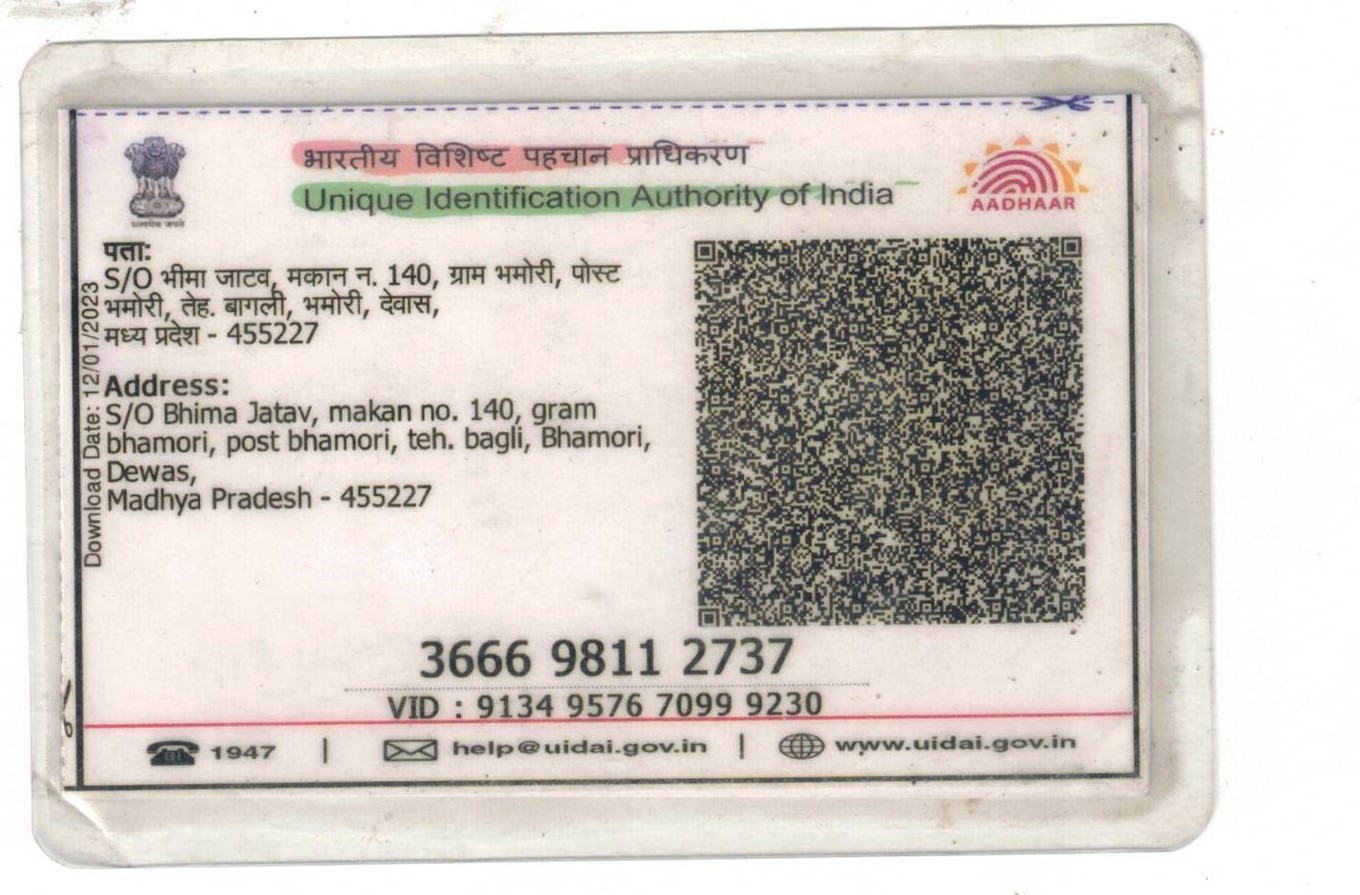 भारतीय विशिष्ट पहचान प्राधिकरण
Unique Identification Authority of India
AADHAAR
सत्यमेव जयते
पता:
S/O भीमा जाटव, मकान न. 140, ग्राम भमोरी, पोस्ट
भमोरी, तेह. बागली, भमोरी, देवास,
मध्य प्रदेश - 455227
Address:
S/O Bhima Jatav, makan no. 140, gram
bhamori, post bhamori, teh. bagli, Bhamori,
Dewas,
Madhya Pradesh - 455227
Download Date: 12/01/2023
3666 9811 2737
VID : 9134 9576 7099 9230
1947 | help@uidai.gov.in | www.uidai.gov.in